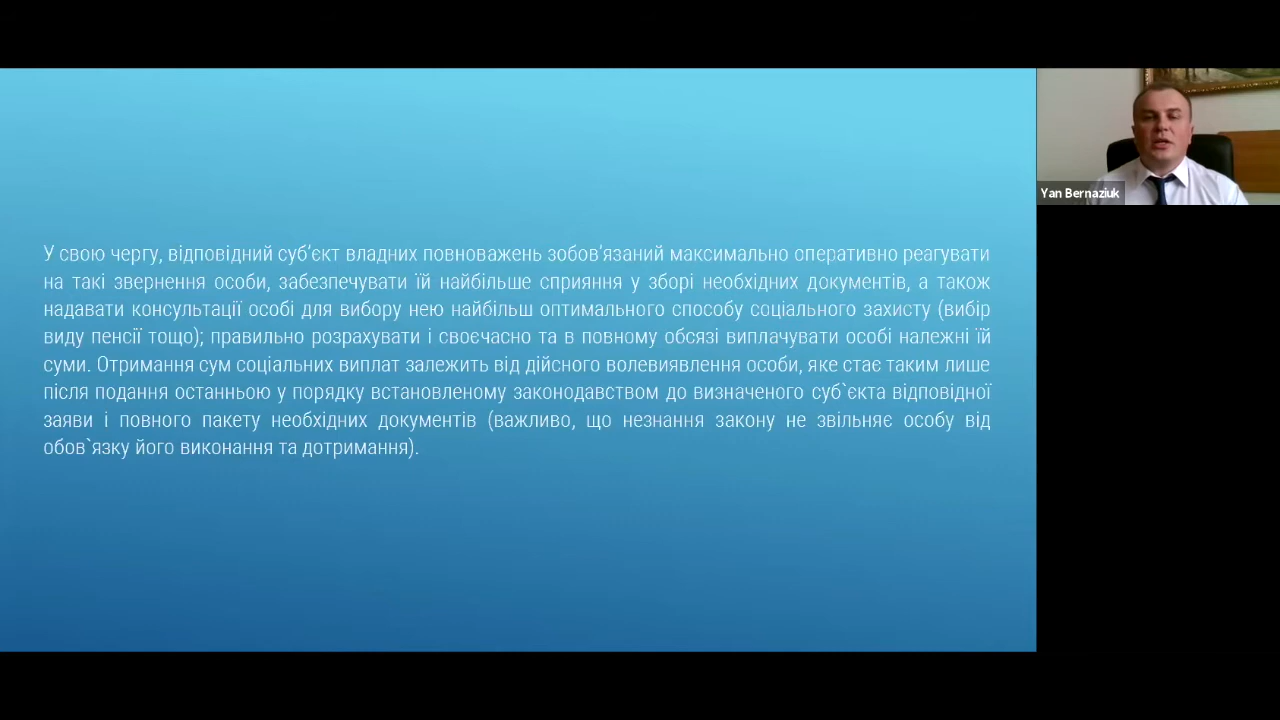 У свою чергу, відповідний суб’єкт владних повноважень зобов’язаний максимально оперативно реагувати
на такі звернення особи, забезпечувати їй найбільше сприяння у зборі необхідних документів, а також
надавати консультації особі для вибору нею найбільш оптимального способу соціального захисту (вибір
виду пенсії тощо); правильно розрахувати і своєчасно та в повному обсязі виплачувати особі належні їй
суми. Отримання сум соціальних виплат залежить від дійсного волевиявлення особи, яке стає таким лише
після подання останньою у порядку встановленому законодавством до визначеного суб`єкта відповідної
заяви і повного пакету необхідних документів (важливо, що незнання закону не звільняє особу від
обов`язку його виконання та дотримання).
Yan Bernaziuk